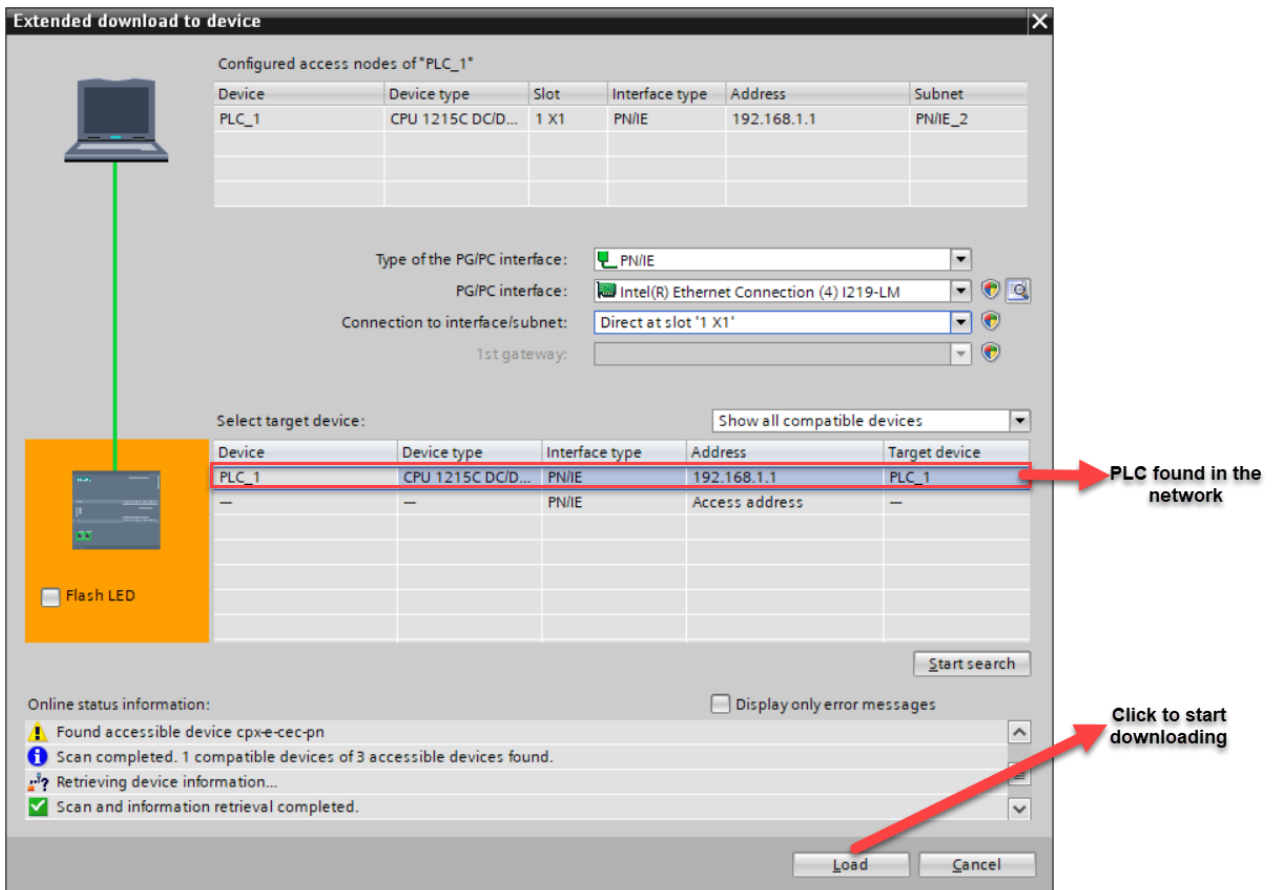 Extended download to device
Configured access nodes of "PLC_1"
Device Device type Slot Interface type Address Subnet
PLC_1 CPU 1215C DC/D... 1 X1 PN/IE 192.168.1.1 PN/IE_2
Type of the PG/PC interface: PN/IE
PG/PC interface: Intel(R) Ethernet Connection (4) I219-LM
Connection to interface/subnet: Direct at slot '1 X1'
1st gateway:
Select target device: Show all compatible devices
Device Device type Interface type Address Target device
PLC_1 CPU 1215C DC/D... PN/IE 192.168.1.1 PLC_1
— — PN/IE Access address —
PLC found in the
network
Flash LED
Start search
Online status information: Display only error messages
Found accessible device cpx-e-cec-pn
Scan completed. 1 compatible devices of 3 accessible devices found.
Retrieving device information...
Scan and information retrieval completed.
Click to start
downloading
Load Cancel